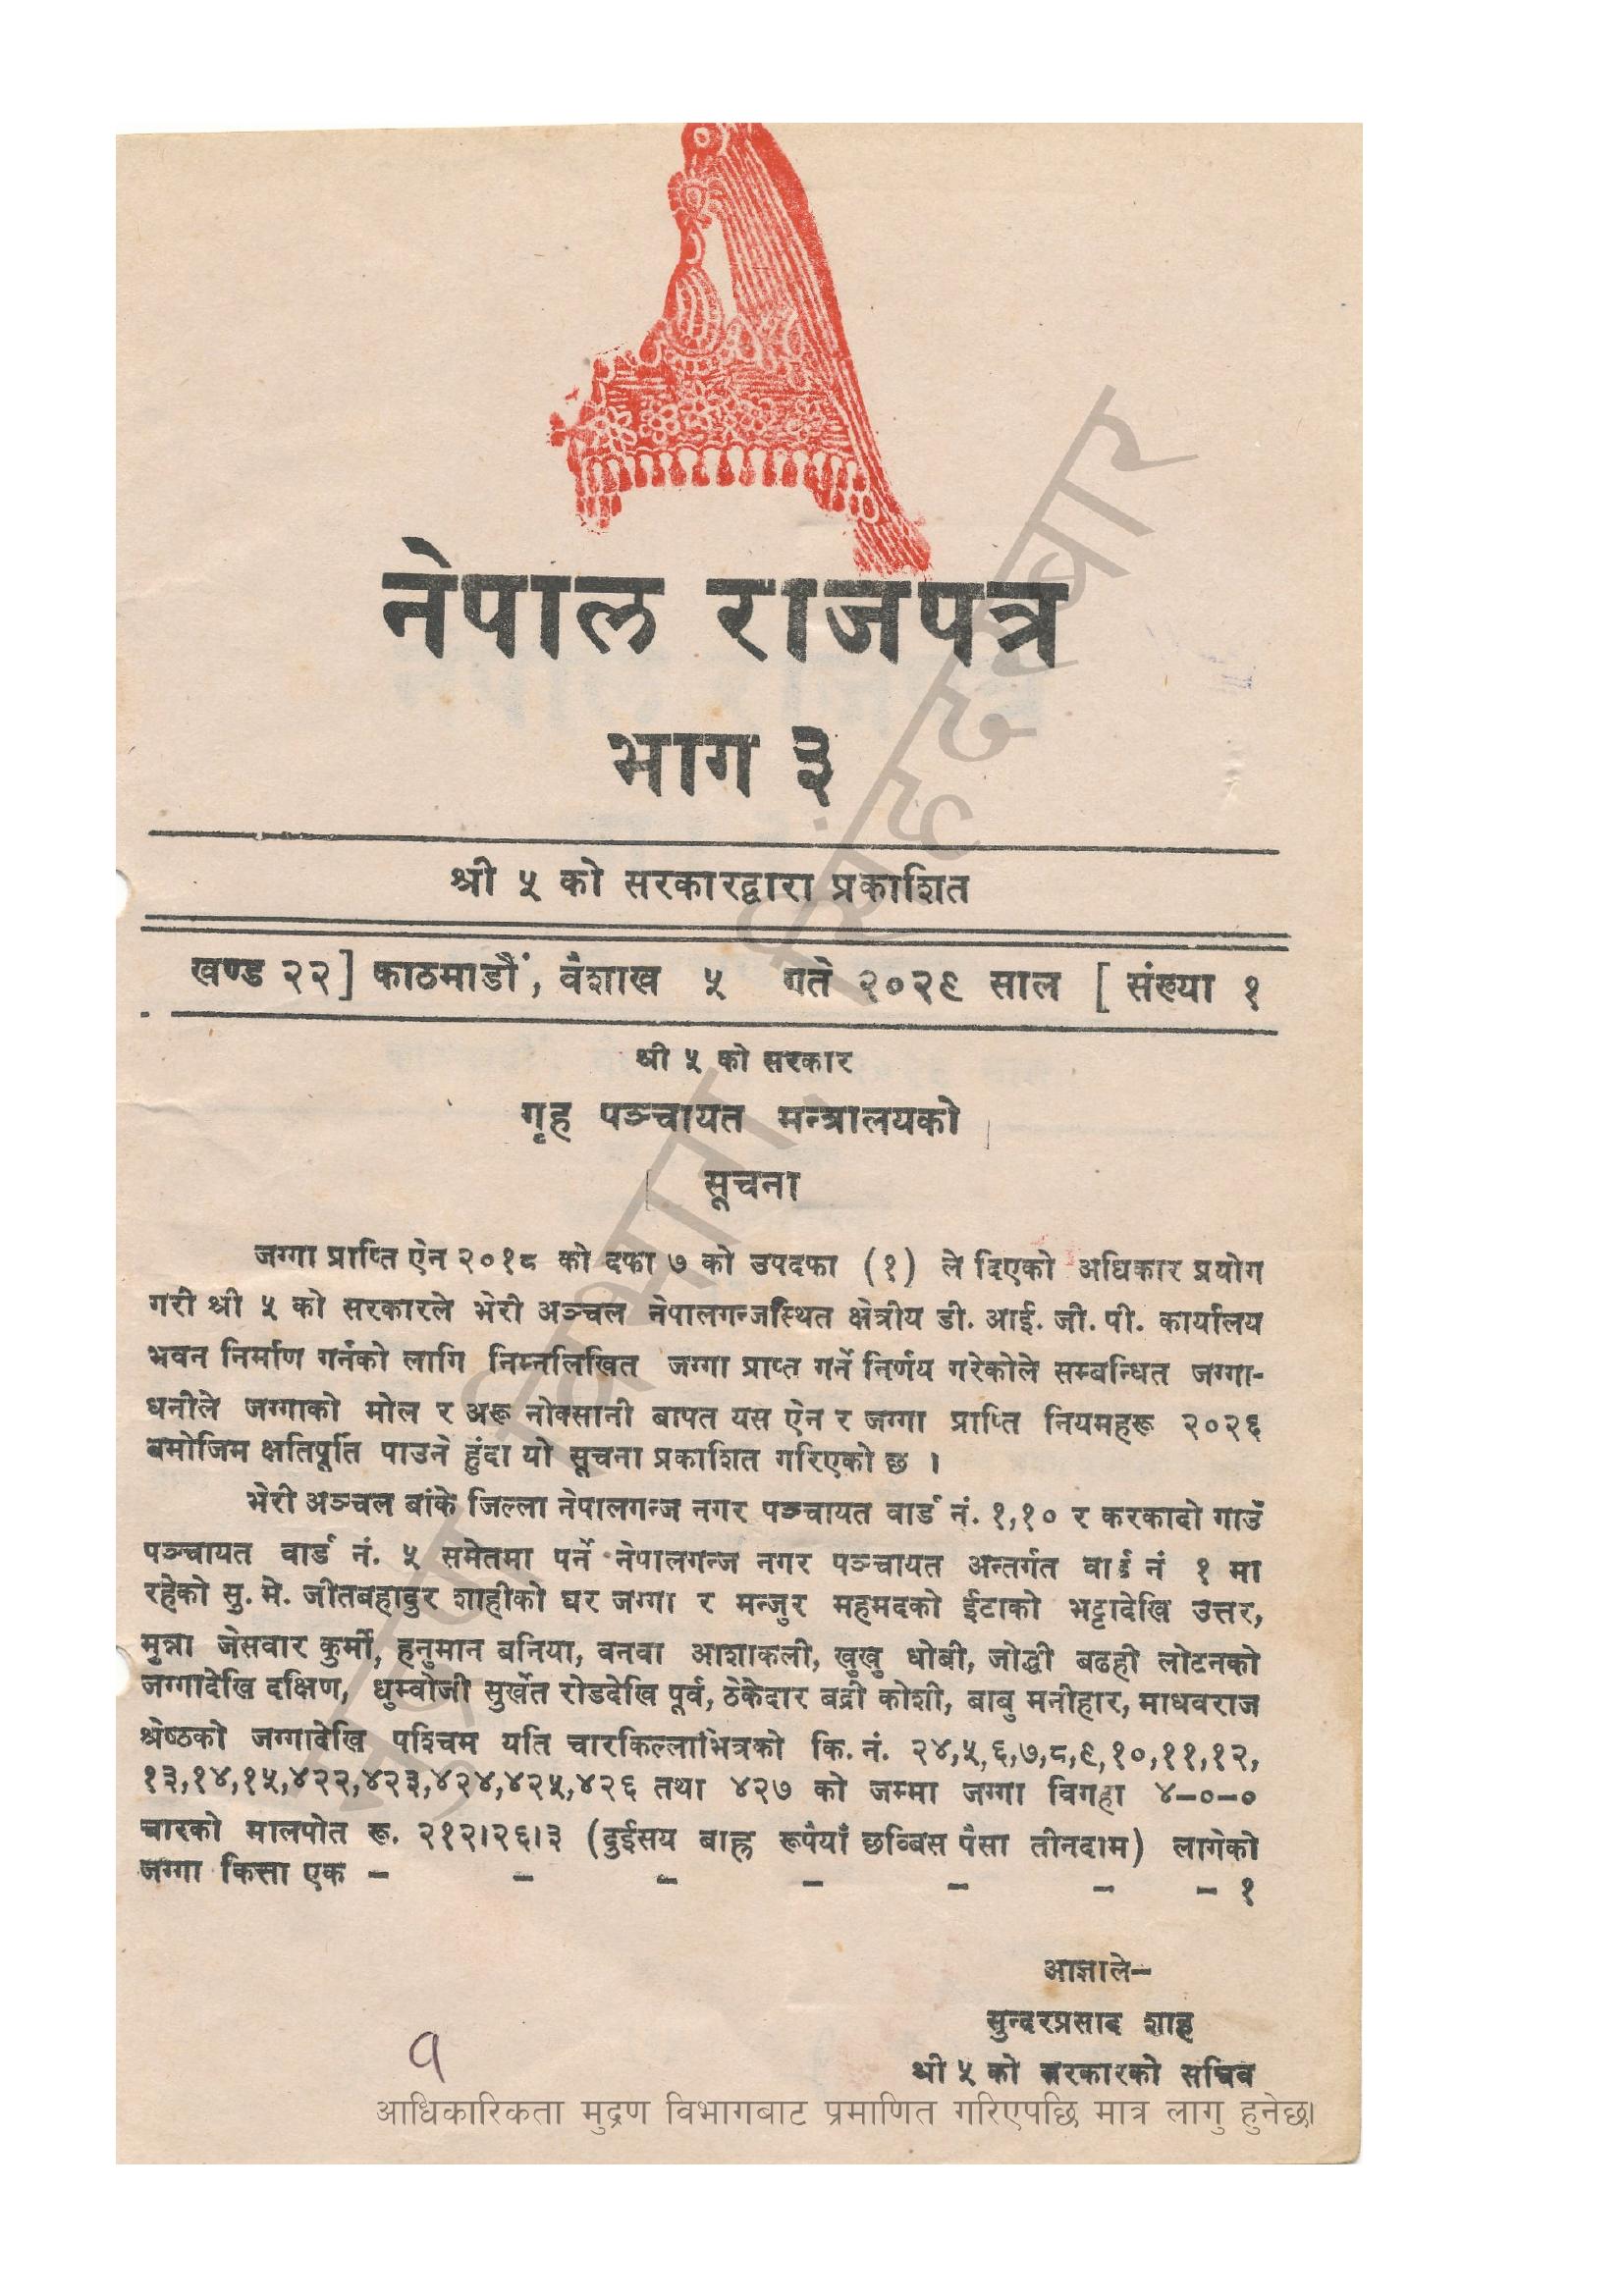 नेपाल राजपत्र
भाग ३
श्री ५ को सरकारद्वारा प्रकाशित
खण्ड २२] काठमाडौं, वैशाख ५ गते २०२९ साल [ संख्या १
श्री ५ को सरकार
गृह पञ्चायत मन्त्रालयको
सूचना
जग्गा प्राप्ति ऐन २०१८ को दफा ७ को उपदफा (१) ले दिएको अधिकार प्रयोग
गरी श्री ५ को सरकारले भेरी अञ्चल नेपालगन्जस्थित क्षेत्रीय डी. आई. जी. पी. कार्यालय
भवन निर्माण गर्नको लागि निम्नलिखित जग्गा प्राप्त गर्ने निर्णय गरेकोले सम्बन्धित जग्गा-
धनीले जग्गाको मोल र अरू नोक्सानी बापत यस ऐन र जग्गा प्राप्ति नियमहरू २०२६
बमोजिम क्षतिपूर्ति पाउने हुंदा यो सूचना प्रकाशित गरिएको छ ।
भेरी अञ्चल बांके जिल्ला नेपालगन्ज नगर पञ्चायत वार्ड नं. १,१० र करकादो गाउँ
पञ्चायत वार्ड नं. ५ समेतमा पर्ने नेपालगन्ज नगर पञ्चायत अन्तर्गत वार्ड नं १ मा
रहेको सु. मे. जीतबहादुर शाहीको घर जग्गा र मन्जुर महमदको ईटाको भट्टादेखि उत्तर,
मुन्ना जेसवार कुर्मी, हनुमान बनिया, वनवा आशाकली, खुखु धोबी, जोद्धी बढही लोटनको
जग्गादेखि दक्षिण, धुम्वोजी सुर्खेत रोडदेखि पूर्व, ठेकेदार बद्री कोशी, बाबु मनीहार, माधवराज
श्रेष्ठको जग्गादेखि पश्चिम यति चारकिल्लाभित्रको कि. नं. २४,५,६,७,८,९,१०,११,१२,
१३,१४,१५,४२२,४२३,४२४,४२५,४२६ तथा ४२७ को जम्मा जग्गा विगहा ४-०-०
चारको मालपोत रू. २१२।२६।३ (दुईसय बाह्र रूपैयाँ छव्बिस पैसा तीनदाम) लागेको
जग्गा कित्ता एक - - - - - - - १
आज्ञाले-
सुन्दरप्रसाद शाह
श्री ५ को सरकारको सचिव
१
आधिकारिकता मुद्रण विभागबाट प्रमाणित गरिएपछि मात्र लागु हुनेछ।
मुद्रण विभाग, सिंहदरबार